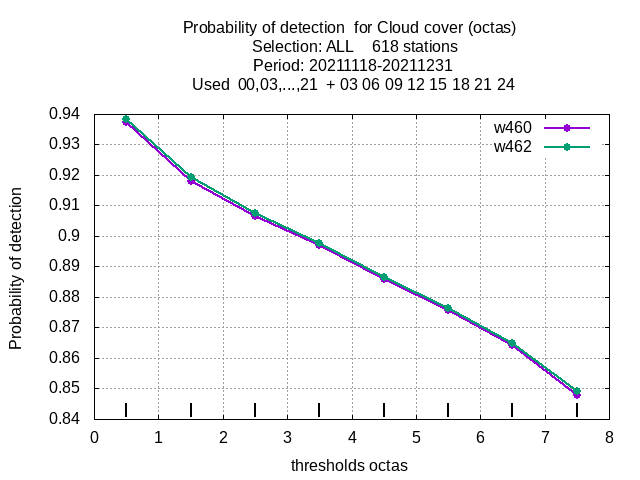 Probability of detection  for Cloud cover (octas)
Selection: ALL    618 stations
Period: 20211118-20211231
Used  00,03,...,21  + 03 06 09 12 15 18 21 24
w460
w462
Probability of detection
0.94
0.93
0.92
0.91
0.9
0.89
0.88
0.87
0.86
0.85
0.84
0 1 2 3 4 5 6 7 8
thresholds octas